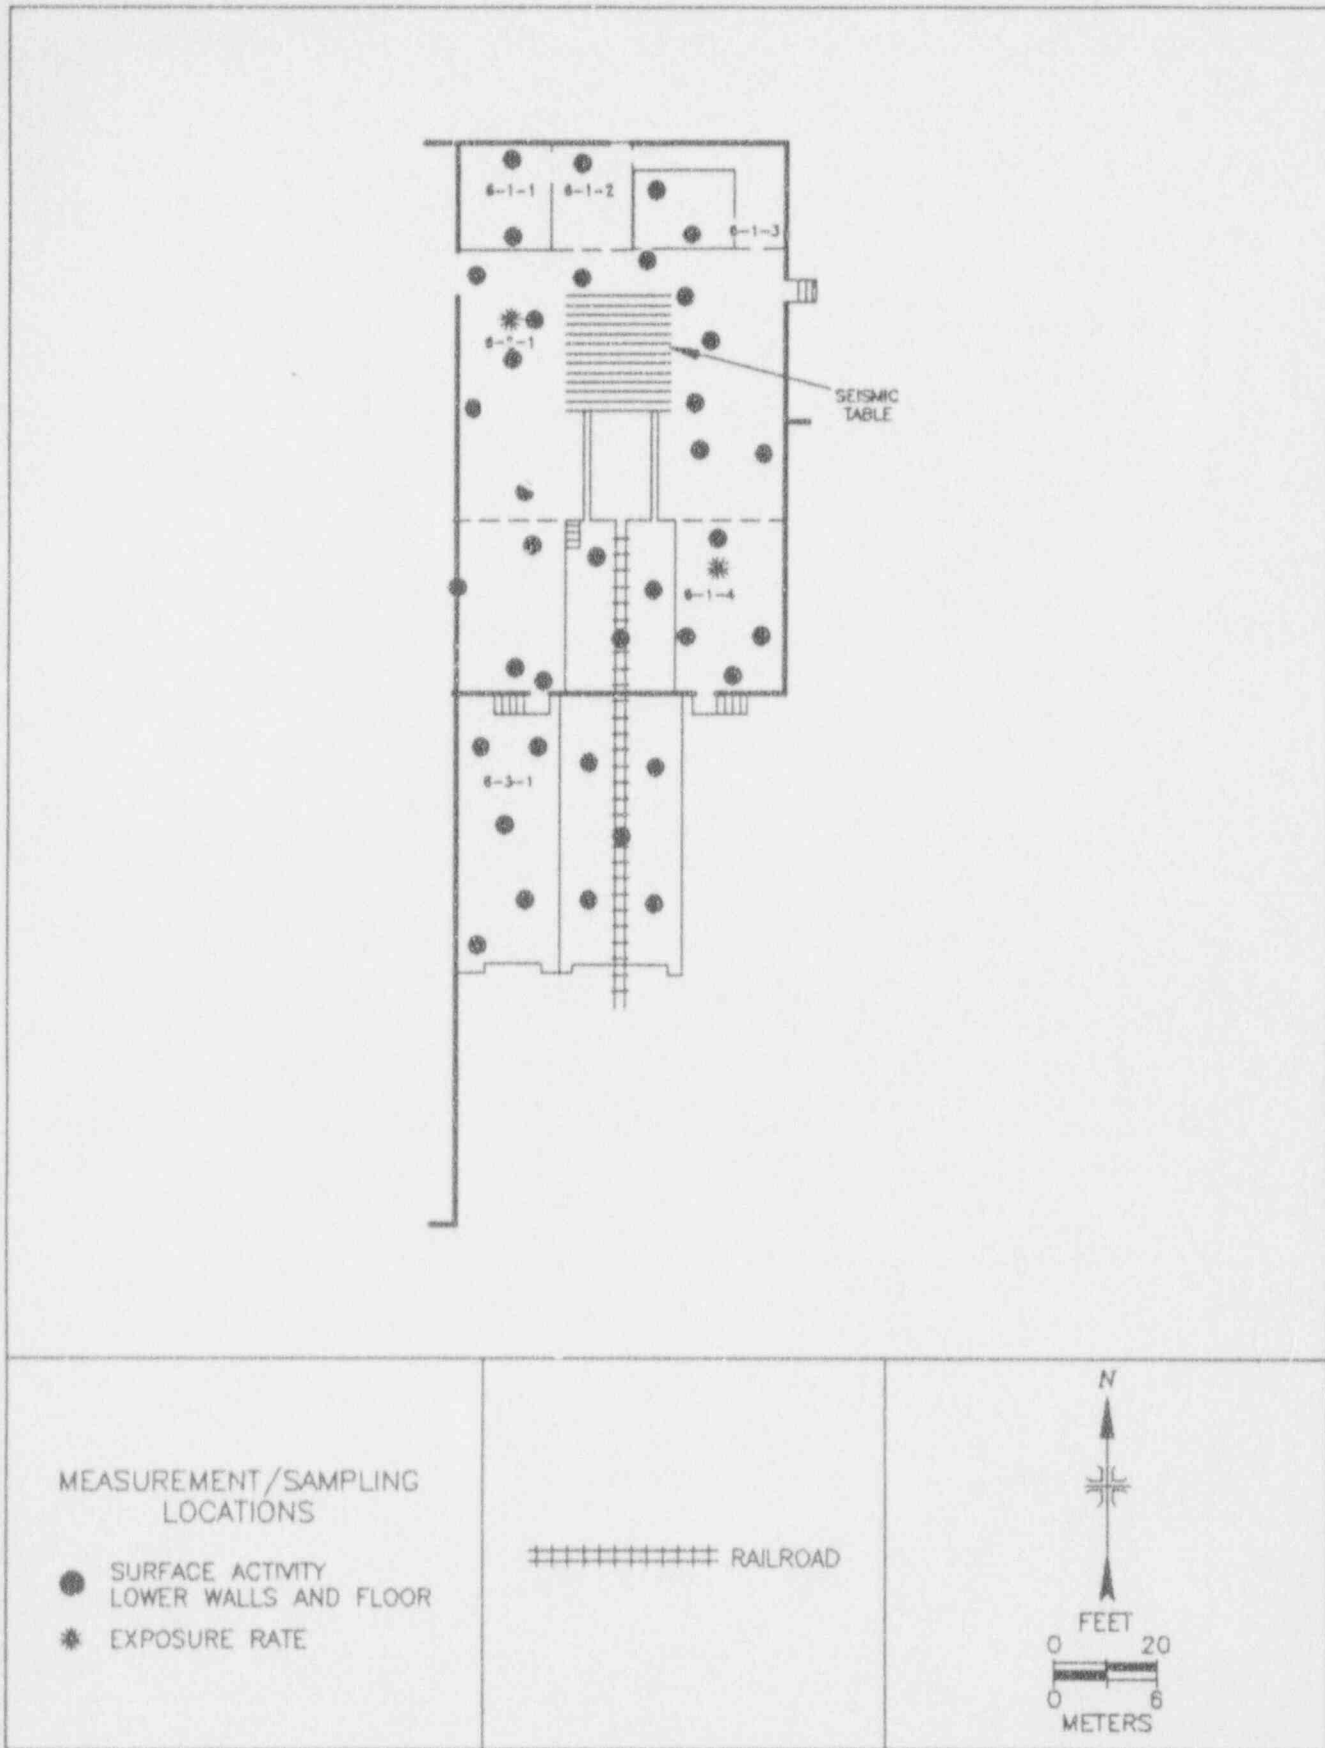 6-1-1
6-1-2
6-1-3
SEISMIC
TABLE
6-1-4
6-3-1
MEASUREMENT/SAMPLING
LOCATIONS
SURFACE ACTIVITY
LOWER WALLS AND FLOOR
EXPOSURE RATE
RAILROAD
N
FEET
0 20
0 6
METERS